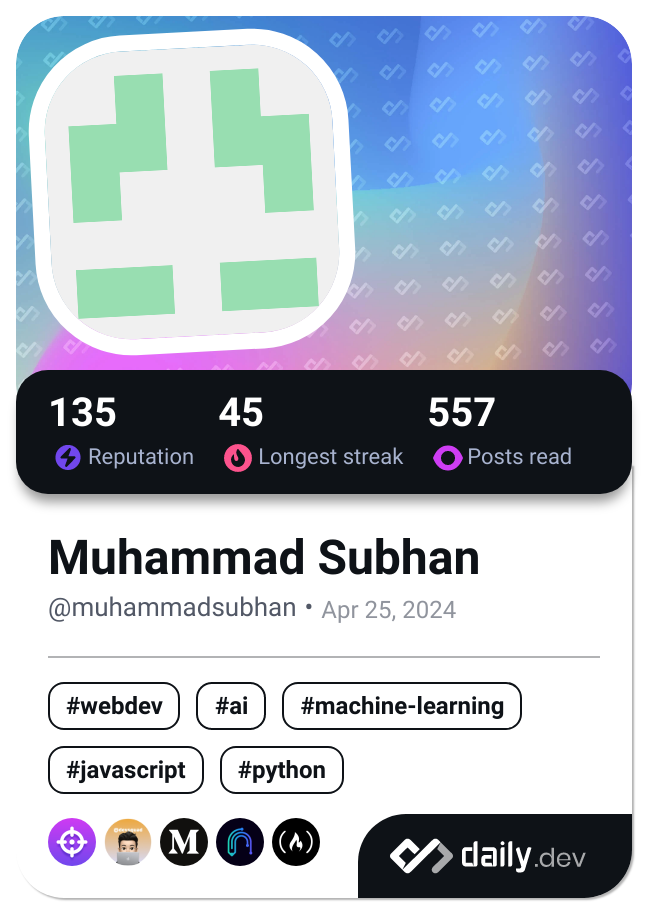 135 45 557
Reputation Longest streak Posts read
Muhammad Subhan
@muhammadsubhan • Apr 25, 2024
#webdev #ai #machine-learning
#javascript #python
M
daily.dev